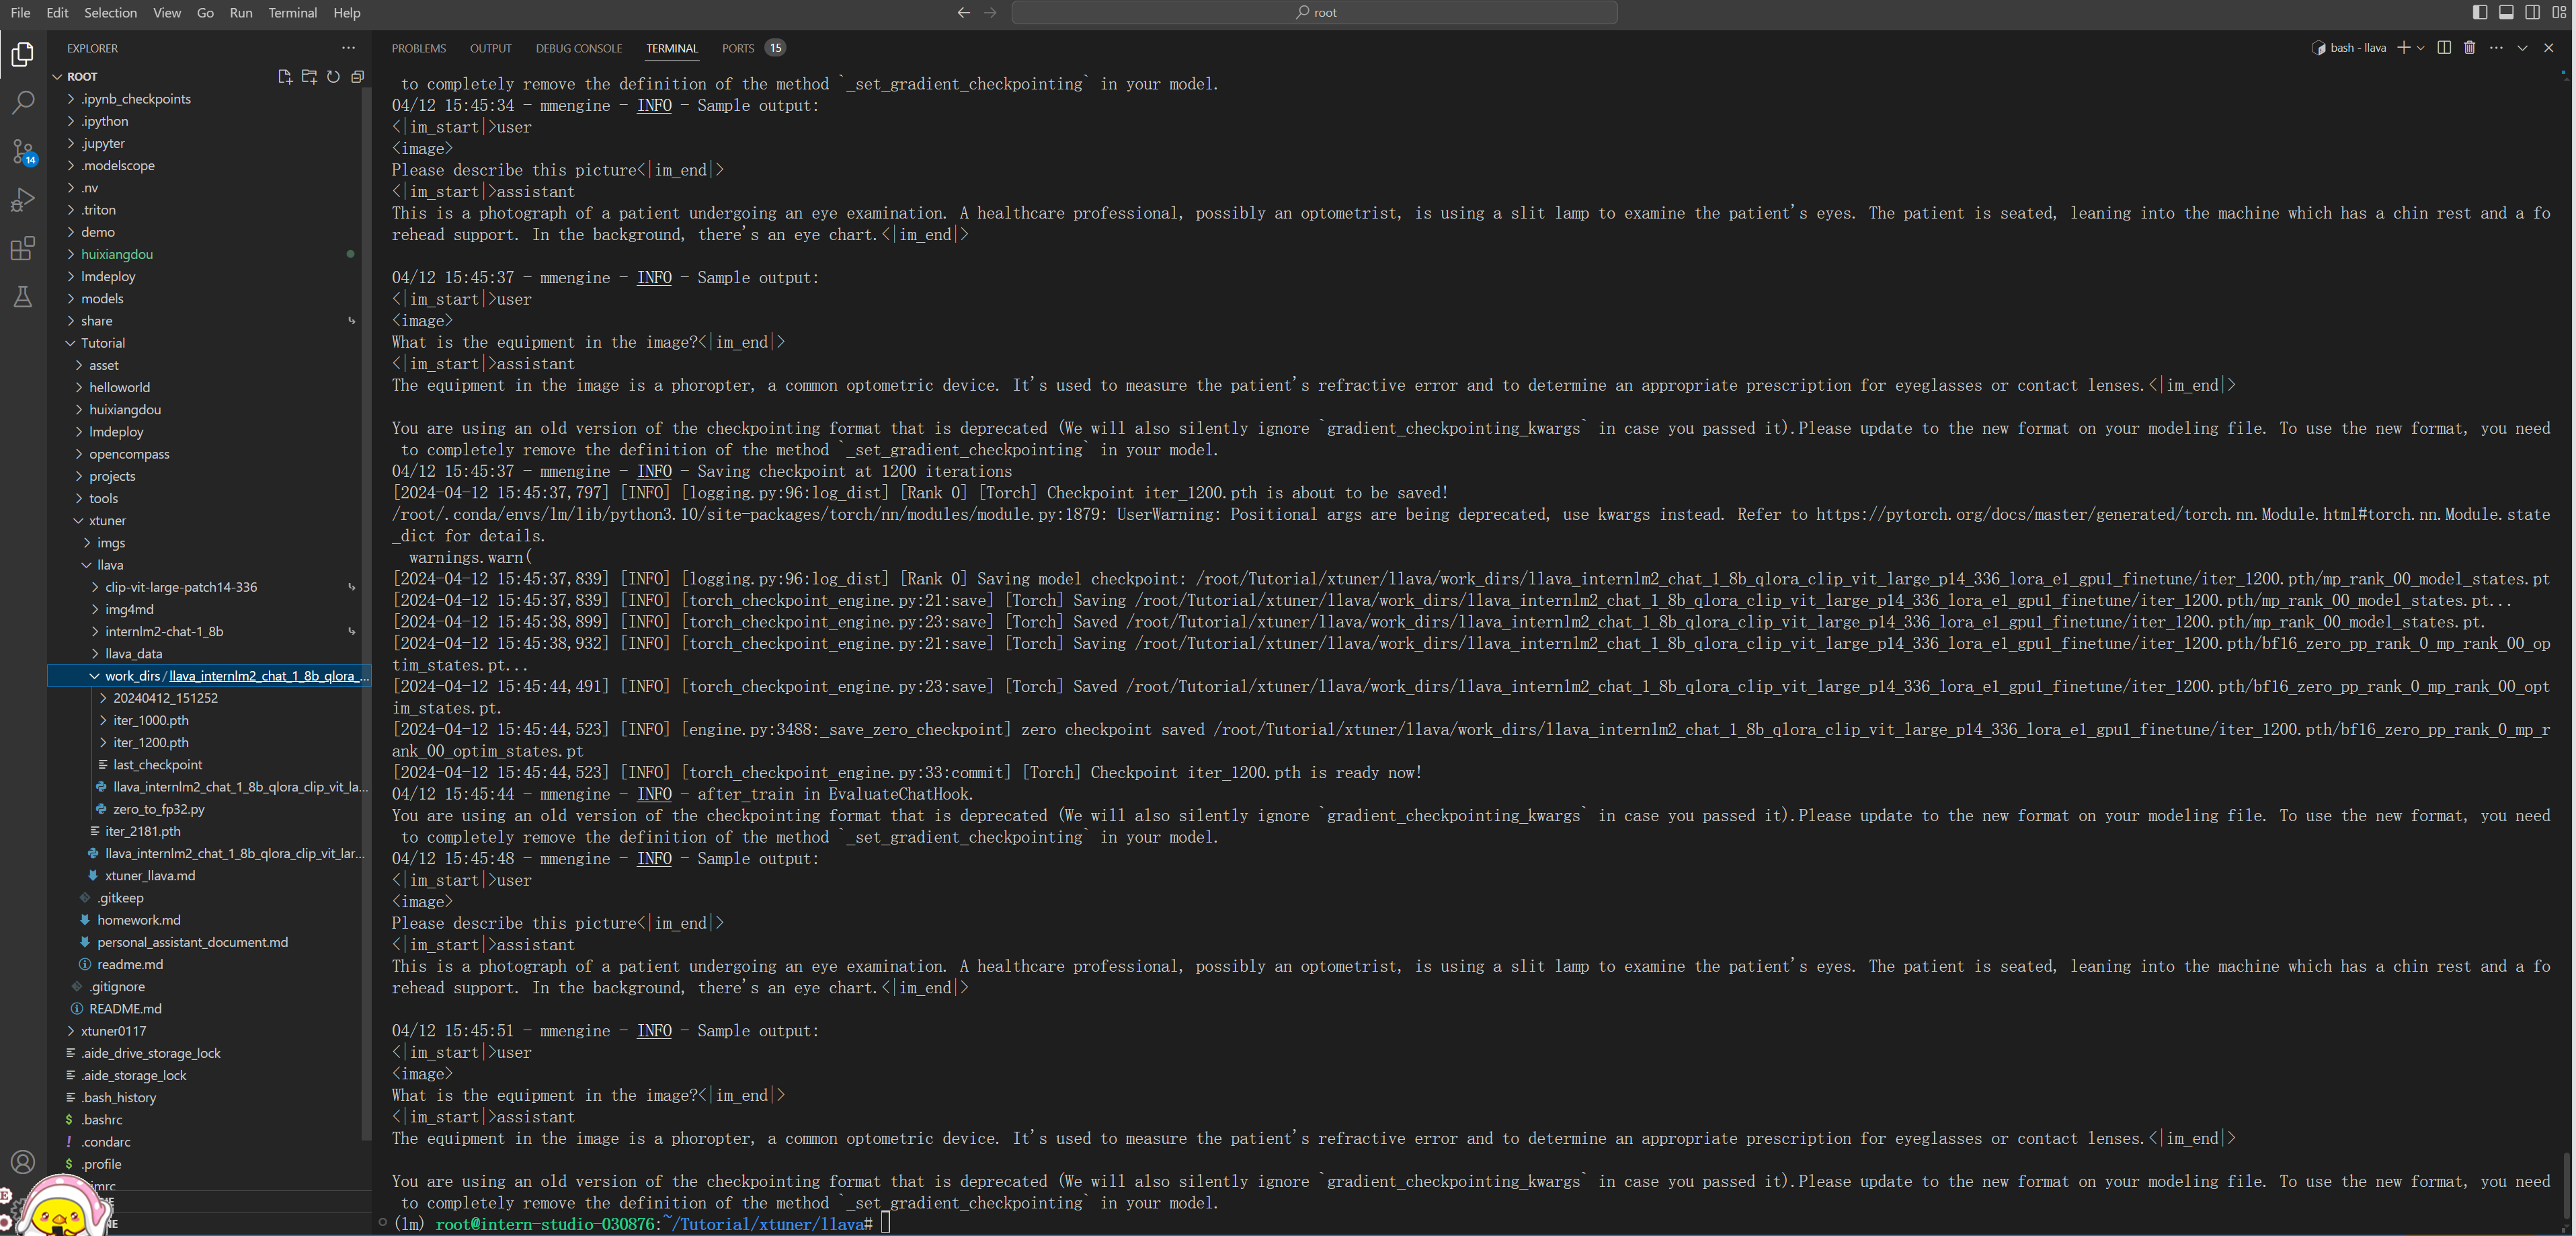 File Edit Selection View Go Run Terminal Help
root
EXPLORER
ROOT
.ipynb_checkpoints
.ipython
.jupyter
.modelscope
.nv
.triton
demo
huixiangdou
lmdeploy
models
share
Tutorial
asset
helloworld
huixiangdou
lmdeploy
opencompass
projects
tools
xtuner
imgs
llava
clip-vit-large-patch14-336
img4md
internlm2-chat-1_8b
llava_data
work_dirs/llava_internlm2_chat_1_8b_qlora_...
20240412_151252
iter_1000.pth
iter_1200.pth
last_checkpoint
llava_internlm2_chat_1_8b_qlora_clip_vit_la...
zero_to_fp32.py
iter_2181.pth
llava_internlm2_chat_1_8b_qlora_clip_vit_lar...
xtuner_llava.md
.gitkeep
homework.md
personal_assistant_document.md
readme.md
.gitignore
README.md
xtuner0117
.aide_drive_storage_lock
.aide_storage_lock
.bash_history
.bashrc
.condarc
.profile
14
PROBLEMS OUTPUT DEBUG CONSOLE TERMINAL PORTS 15
bash - llava
to completely remove the definition of the method `_set_gradient_checkpointing` in your model.
04/12 15:45:34 - mmengine - INFO - Sample output:
<|im_start|>user
<image>
Please describe this picture<|im_end|>
<|im_start|>assistant
This is a photograph of a patient undergoing an eye examination. A healthcare professional, possibly an optometrist, is using a slit lamp to examine the patient's eyes. The patient is seated, leaning into the machine which has a chin rest and a fo
rehead support. In the background, there's an eye chart.<|im_end|>
04/12 15:45:37 - mmengine - INFO - Sample output:
<|im_start|>user
<image>
What is the equipment in the image?<|im_end|>
<|im_start|>assistant
The equipment in the image is a phoropter, a common optometric device. It's used to measure the patient's refractive error and to determine an appropriate prescription for eyeglasses or contact lenses.<|im_end|>
You are using an old version of the checkpointing format that is deprecated (We will also silently ignore `gradient_checkpointing_kwargs` in case you passed it).Please update to the new format on your modeling file. To use the new format, you need
to completely remove the definition of the method `_set_gradient_checkpointing` in your model.
04/12 15:45:37 - mmengine - INFO - Saving checkpoint at 1200 iterations
[2024-04-12 15:45:37,797] [INFO] [logging.py:96:log_dist] [Rank 0] [Torch] Checkpoint iter_1200.pth is about to be saved!
/root/.conda/envs/lm/lib/python3.10/site-packages/torch/nn/modules/module.py:1879: UserWarning: Positional args are being deprecated, use kwargs instead. Refer to https://pytorch.org/docs/master/generated/torch.nn.Module.html#torch.nn.Module.state
_dict for details.
warnings.warn(
[2024-04-12 15:45:37,839] [INFO] [logging.py:96:log_dist] [Rank 0] Saving model checkpoint: /root/Tutorial/xtuner/llava/work_dirs/llava_internlm2_chat_1_8b_qlora_clip_vit_large_p14_336_lora_e1_gpu1_finetune/iter_1200.pth/mp_rank_00_model_states.pt
[2024-04-12 15:45:37,839] [INFO] [torch_checkpoint_engine.py:21:save] [Torch] Saving /root/Tutorial/xtuner/llava/work_dirs/llava_internlm2_chat_1_8b_qlora_clip_vit_large_p14_336_lora_e1_gpu1_finetune/iter_1200.pth/mp_rank_00_model_states.pt...
[2024-04-12 15:45:38,899] [INFO] [torch_checkpoint_engine.py:23:save] [Torch] Saved /root/Tutorial/xtuner/llava/work_dirs/llava_internlm2_chat_1_8b_qlora_clip_vit_large_p14_336_lora_e1_gpu1_finetune/iter_1200.pth/mp_rank_00_model_states.pt.
[2024-04-12 15:45:38,932] [INFO] [torch_checkpoint_engine.py:21:save] [Torch] Saving /root/Tutorial/xtuner/llava/work_dirs/llava_internlm2_chat_1_8b_qlora_clip_vit_large_p14_336_lora_e1_gpu1_finetune/iter_1200.pth/bf16_zero_pp_rank_0_mp_rank_00_op
tim_states.pt...
[2024-04-12 15:45:44,491] [INFO] [torch_checkpoint_engine.py:23:save] [Torch] Saved /root/Tutorial/xtuner/llava/work_dirs/llava_internlm2_chat_1_8b_qlora_clip_vit_large_p14_336_lora_e1_gpu1_finetune/iter_1200.pth/bf16_zero_pp_rank_0_mp_rank_00_opt
im_states.pt.
[2024-04-12 15:45:44,523] [INFO] [engine.py:3488:_save_zero_checkpoint] zero checkpoint saved /root/Tutorial/xtuner/llava/work_dirs/llava_internlm2_chat_1_8b_qlora_clip_vit_large_p14_336_lora_e1_gpu1_finetune/iter_1200.pth/bf16_zero_pp_rank_0_mp_r
ank_00_optim_states.pt
[2024-04-12 15:45:44,523] [INFO] [torch_checkpoint_engine.py:33:commit] [Torch] Checkpoint iter_1200.pth is ready now!
04/12 15:45:44 - mmengine - INFO - after_train in EvaluateChatHook.
You are using an old version of the checkpointing format that is deprecated (We will also silently ignore `gradient_checkpointing_kwargs` in case you passed it).Please update to the new format on your modeling file. To use the new format, you need
to completely remove the definition of the method `_set_gradient_checkpointing` in your model.
04/12 15:45:48 - mmengine - INFO - Sample output:
<|im_start|>user
<image>
Please describe this picture<|im_end|>
<|im_start|>assistant
This is a photograph of a patient undergoing an eye examination. A healthcare professional, possibly an optometrist, is using a slit lamp to examine the patient's eyes. The patient is seated, leaning into the machine which has a chin rest and a fo
rehead support. In the background, there's an eye chart.<|im_end|>
04/12 15:45:51 - mmengine - INFO - Sample output:
<|im_start|>user
<image>
What is the equipment in the image?<|im_end|>
<|im_start|>assistant
The equipment in the image is a phoropter, a common optometric device. It's used to measure the patient's refractive error and to determine an appropriate prescription for eyeglasses or contact lenses.<|im_end|>
You are using an old version of the checkpointing format that is deprecated (We will also silently ignore `gradient_checkpointing_kwargs` in case you passed it).Please update to the new format on your modeling file. To use the new format, you need
to completely remove the definition of the method `_set_gradient_checkpointing` in your model.
(lm) root@intern-studio-030876:~/Tutorial/xtuner/llava#